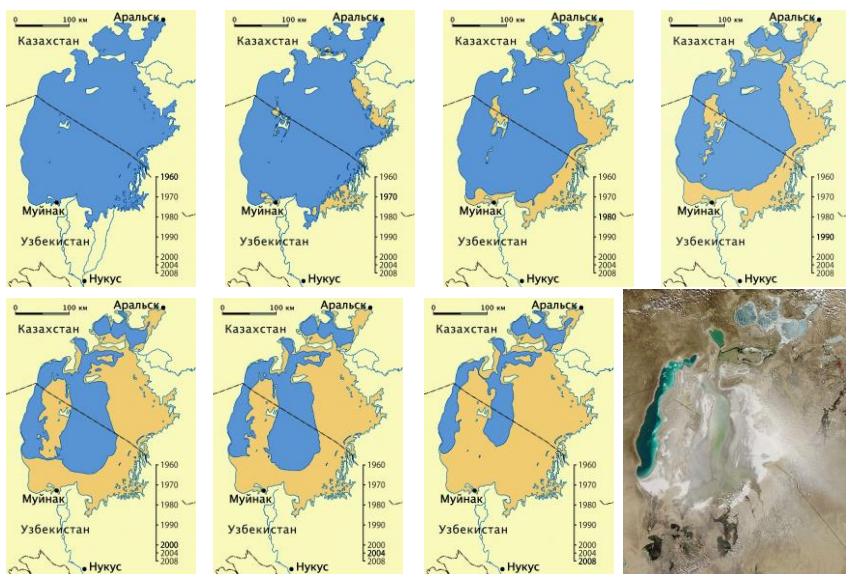 0 100 км
Аральск
Казахстан
1960
1970
1980
1990
2000
2004
2008
Муйнак
Узбекистан
Нукус
0 100 км
Аральск
Казахстан
1960
1970
1980
1990
2000
2004
2008
Муйнак
Узбекистан
Нукус
0 100 км
Аральск
Казахстан
1960
1970
1980
1990
2000
2004
2008
Муйнак
Узбекистан
Нукус
0 100 км
Аральск
Казахстан
1960
1970
1980
1990
2000
2004
2008
Муйнак
Узбекистан
Нукус
0 100 км
Аральск
Казахстан
1960
1970
1980
1990
2000
2004
2008
Муйнак
Узбекистан
Нукус
0 100 км
Аральск
Казахстан
1960
1970
1980
1990
2000
2004
2008
Муйнак
Узбекистан
Нукус
0 100 км
Аральск
Казахстан
1960
1970
1980
1990
2000
2004
2008
Муйнак
Узбекистан
Нукус